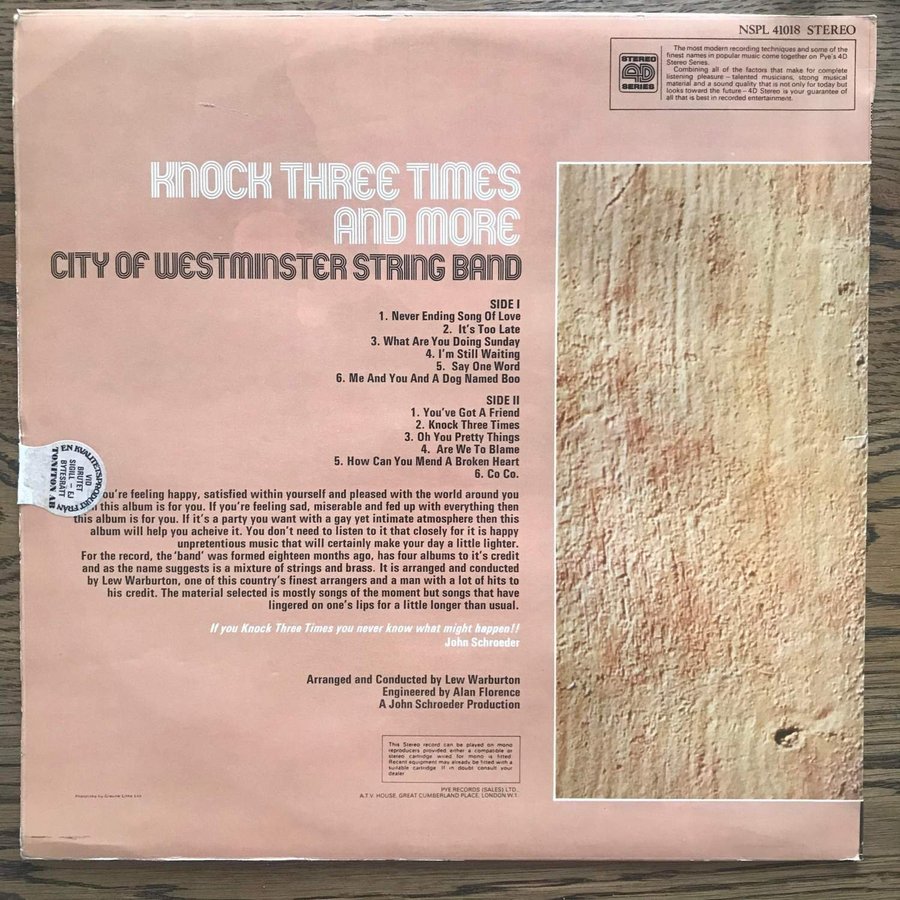 NSPL 41018 STEREO
STEREO
4D
SERIES
The most modern recording techniques and some of the
finest names in popular music come together on Pye's 4D
Stereo Series.
Combining all of the factors that make for complete
listening pleasure – talented musicians, strong musical
material and a sound quality that is not only for today but
looks toward the future – 4D Stereo is your guarantee of
all that is best in recorded entertainment.
KNOCK THREE TIMES
AND MORE
CITY OF WESTMINSTER STRING BAND
SIDE I
1. Never Ending Song Of Love
2. It's Too Late
3. What Are You Doing Sunday
4. I'm Still Waiting
5. Say One Word
6. Me And You And A Dog Named Boo
SIDE II
1. You've Got A Friend
2. Knock Three Times
3. Oh You Pretty Things
4. Are We To Blame
5. How Can You Mend A Broken Heart
6. Co Co.
EN KVALITETSPRODUKT FRÅN
TONITON AB
VID
BRUTET
SIGILL – EJ
BYTESRÄTT
you're feeling happy, satisfied within yourself and pleased with the world around you
this album is for you. If you're feeling sad, miserable and fed up with everything then
this album is for you. If it's a party you want with a gay yet intimate atmosphere then this
album will help you acheive it. You don't need to listen to it that closely for it is happy
unpretentious music that will certainly make your day a little lighter.
For the record, the 'band' was formed eighteen months ago, has four albums to it's credit
and as the name suggests is a mixture of strings and brass. It is arranged and conducted
by Lew Warburton, one of this country's finest arrangers and a man with a lot of hits to
his credit. The material selected is mostly songs of the moment but songs that have
lingered on one's lips for a little longer than usual.
If you Knock Three Times you never know what might happen!!
John Schroeder
Arranged and Conducted by Lew Warburton
Engineered by Alan Florence
A John Schroeder Production
This Stereo record can be played on mono
reproducers provided either a compatible or
stereo cartridge wired for mono is fitted.
Recent equipment may already be fitted with a
suitable cartridge. If in doubt consult your
dealer.
PYE RECORDS (SALES) LTD.,
A.T.V. HOUSE, GREAT CUMBERLAND PLACE, LONDON W.1.